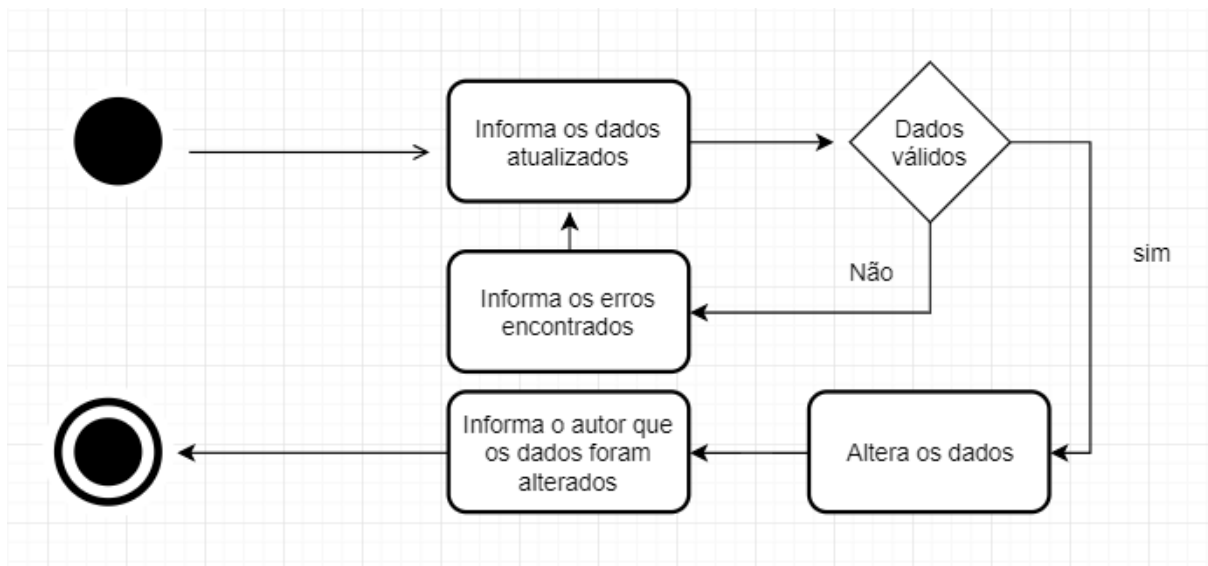 Informa os dados
atualizados
Dados
válidos
sim
Não
Informa os erros
encontrados
Informa o autor que
os dados foram
alterados
Altera os dados